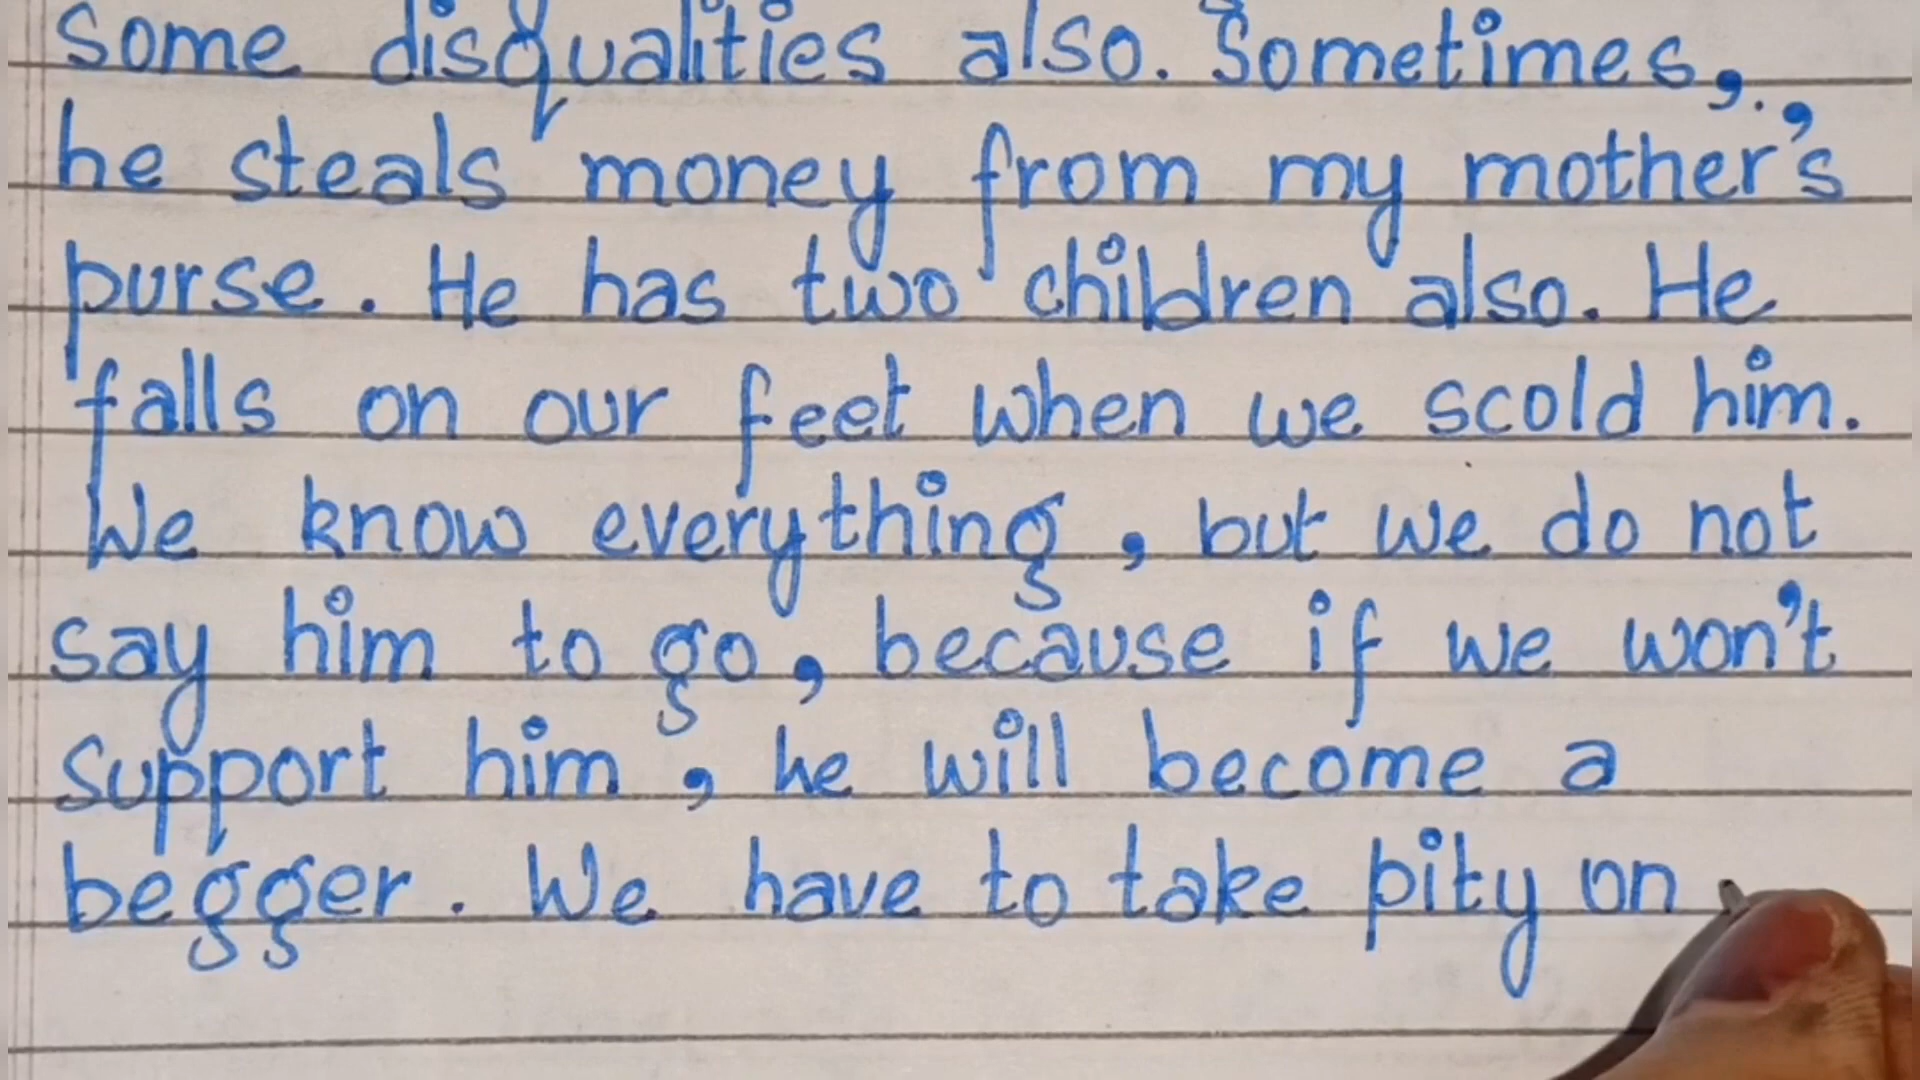 some disqualities also. Sometimes,
he steals money from my mother's
purse. He has two children also. He
falls on our feet when we scold him.
We know everything, but we do not
say him to go, because if we won't
support him, he will become a
begger. We have to take pity on